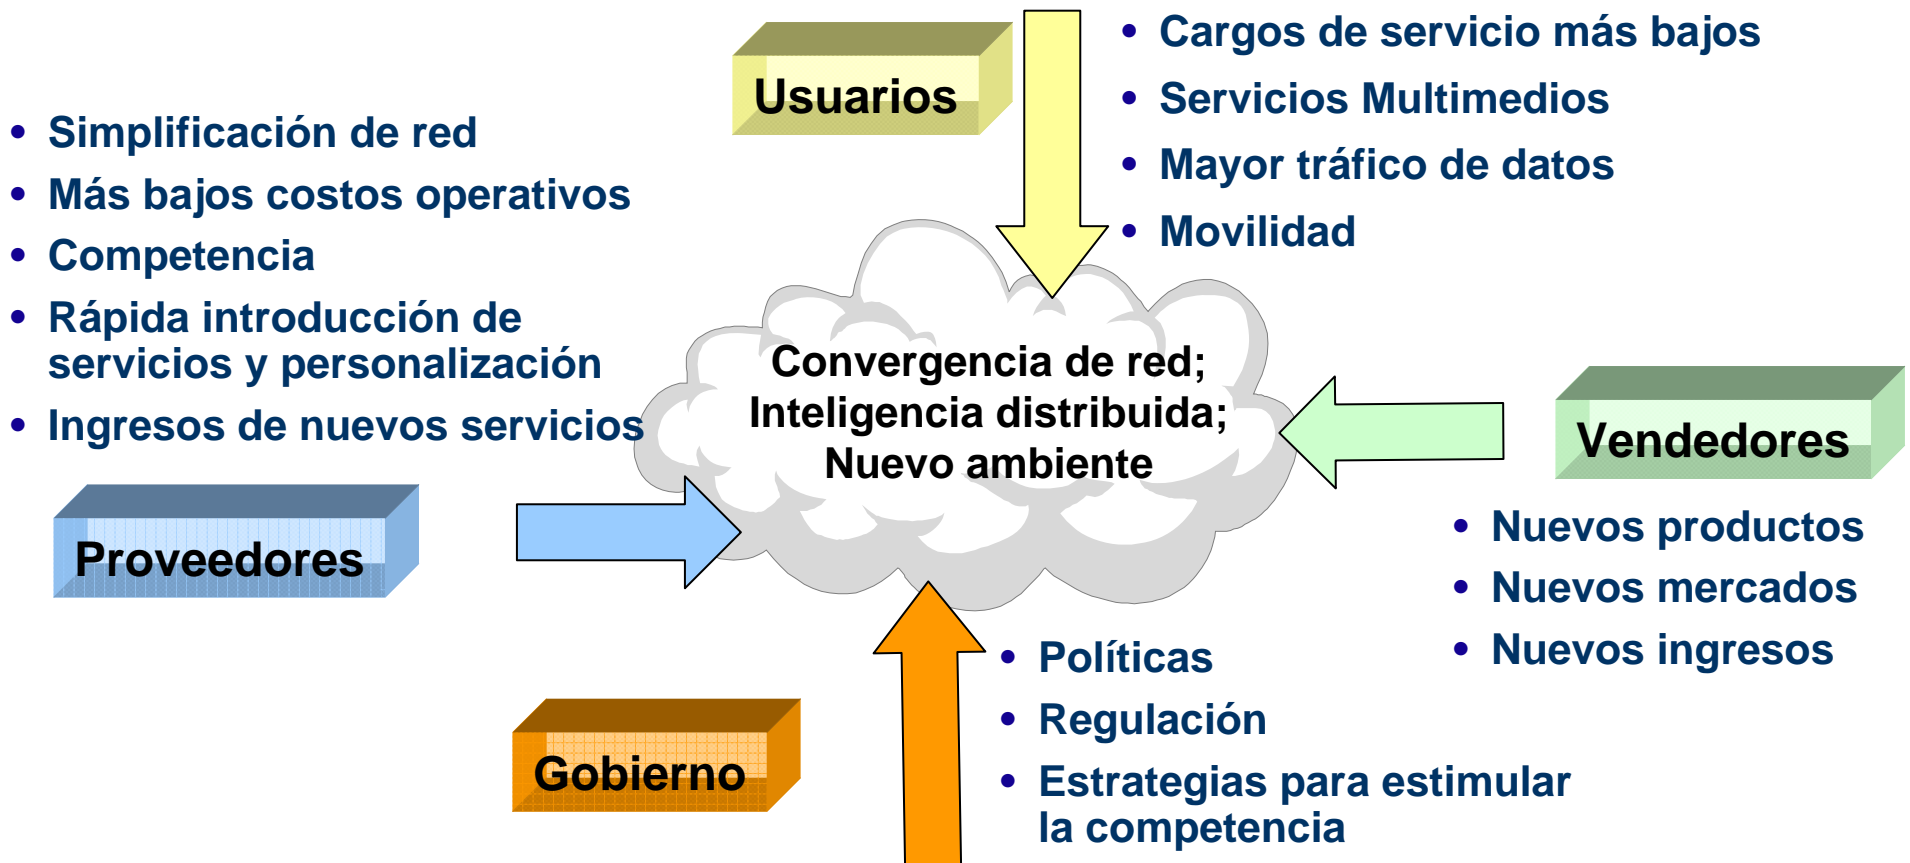 Usuarios
• Cargos de servicio más bajos
• Servicios Multimedios
• Mayor tráfico de datos
• Movilidad
• Simplificación de red
• Más bajos costos operativos
• Competencia
• Rápida introducción de
servicios y personalización
• Ingresos de nuevos servicios
Proveedores
Convergencia de red;
Inteligencia distribuida;
Nuevo ambiente
Vendedores
• Nuevos productos
• Nuevos mercados
• Nuevos ingresos
Gobierno
• Políticas
• Regulación
• Estrategias para estimular
la competencia